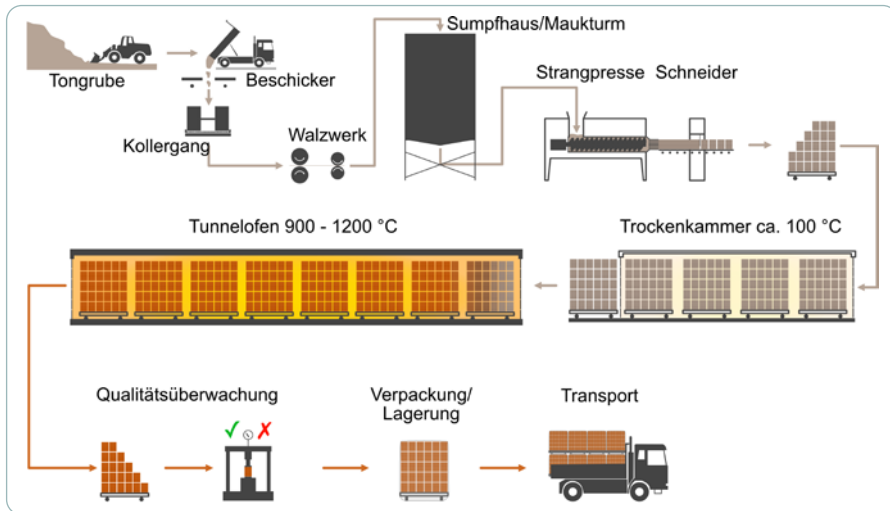 Sumpfhaus/Maukturm
Tongrube
Beschicker
Strangpresse Schneider
Kollergang
Walzwerk
Tunnelofen 900 - 1200 °C
Trockenkammer ca. 100 °C
Qualitätsüberwachung
Verpackung/
Lagerung
Transport